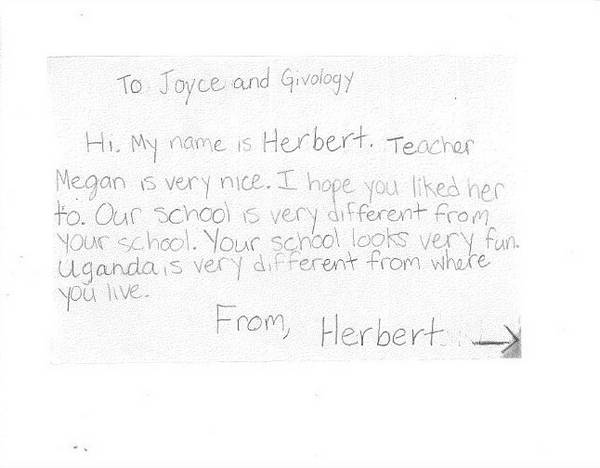 To Joyce and Givology
Hi. My name is Herbert. Teacher
Megan is very nice. I hope you liked her
to. Our school is very different from
your school. Your school looks very fun.
Uganda is very different from where
you live.
From, Herbert